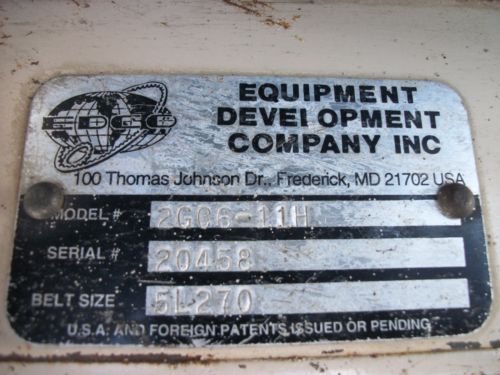 EDCO
EQUIPMENT
DEVELOPMENT
COMPANY INC
100 Thomas Johnson Dr., Frederick, MD 21702 USA
MODEL # 2GC6-11H
SERIAL # 20458
BELT SIZE 5L270
U.S.A. AND FOREIGN PATENTS ISSUED OR PENDING